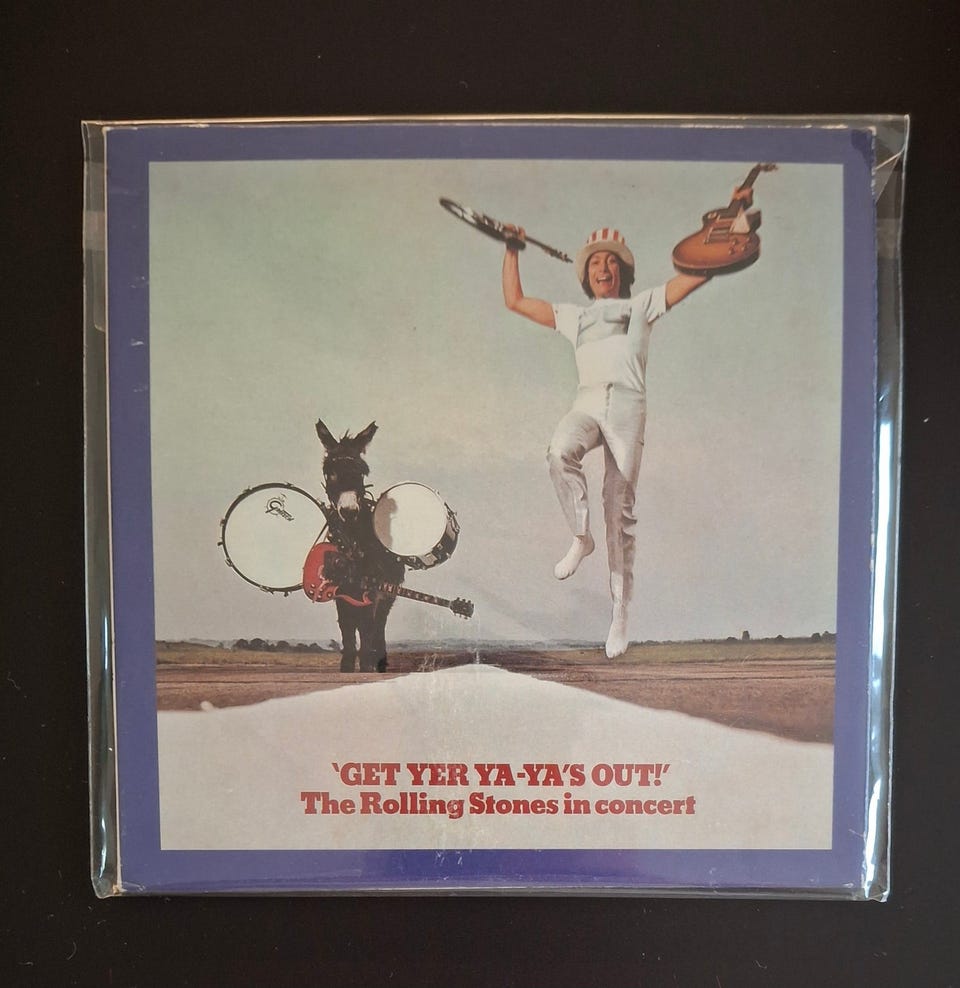 ‘GET YER YA-YA’S OUT!’
The Rolling Stones in concert